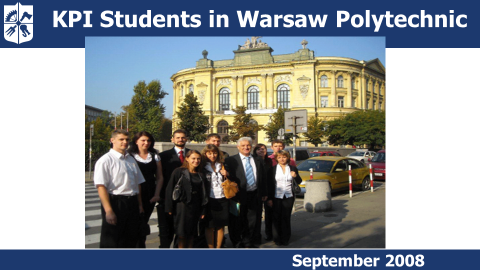 KPI Students in Warsaw Polytechnic
September 2008